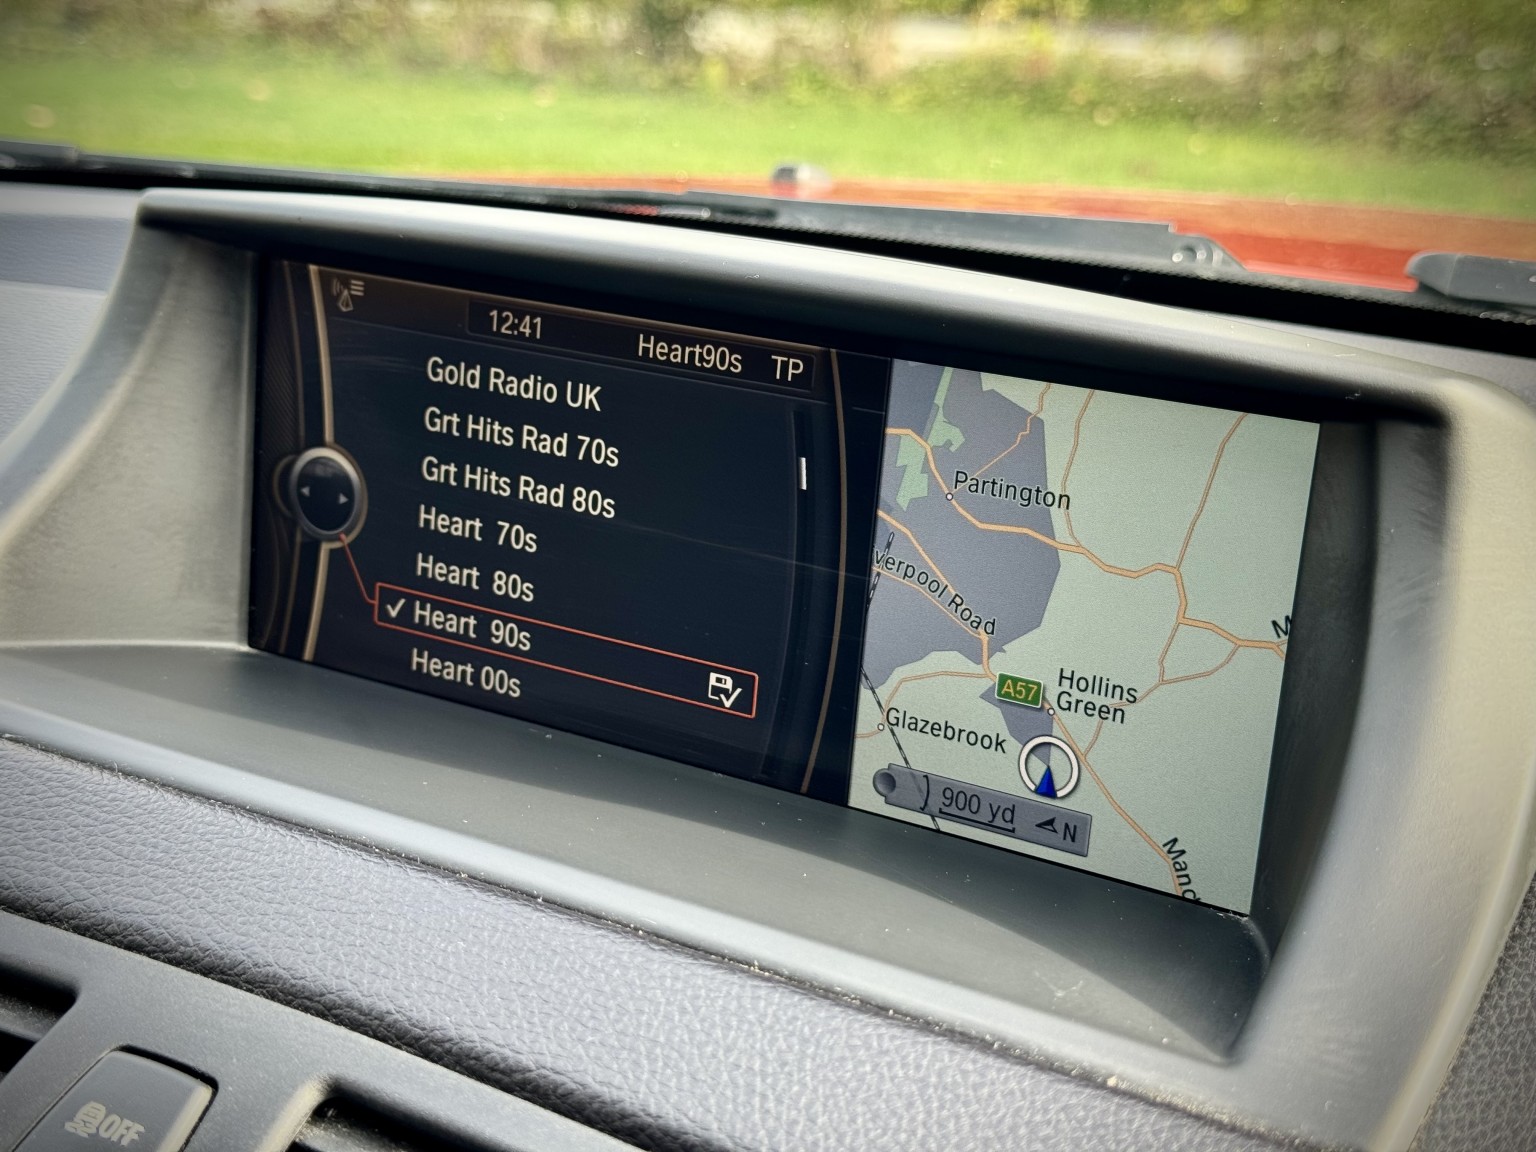 12:41
Heart90s TP
Gold Radio UK
Grt Hits Rad 70s
Grt Hits Rad 80s
Heart 70s
Heart 80s
Heart 90s
Heart 00s
Partington
verpool Road
M
A57
Hollins
Green
Glazebrook
900 yd
N
Manc
OFF